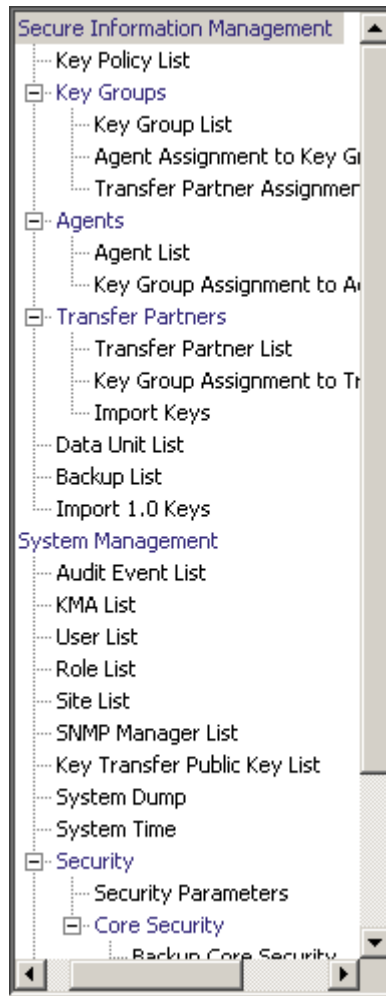 Secure Information Management
Key Policy List
Key Groups
Key Group List
Agent Assignment to Key G
Transfer Partner Assignmen
Agents
Agent List
Key Group Assignment to A
Transfer Partners
Transfer Partner List
Key Group Assignment to Tr
Import Keys
Data Unit List
Backup List
Import 1.0 Keys
System Management
Audit Event List
KMA List
User List
Role List
Site List
SNMP Manager List
Key Transfer Public Key List
System Dump
System Time
Security
Security Parameters
Core Security
Backup Core Security